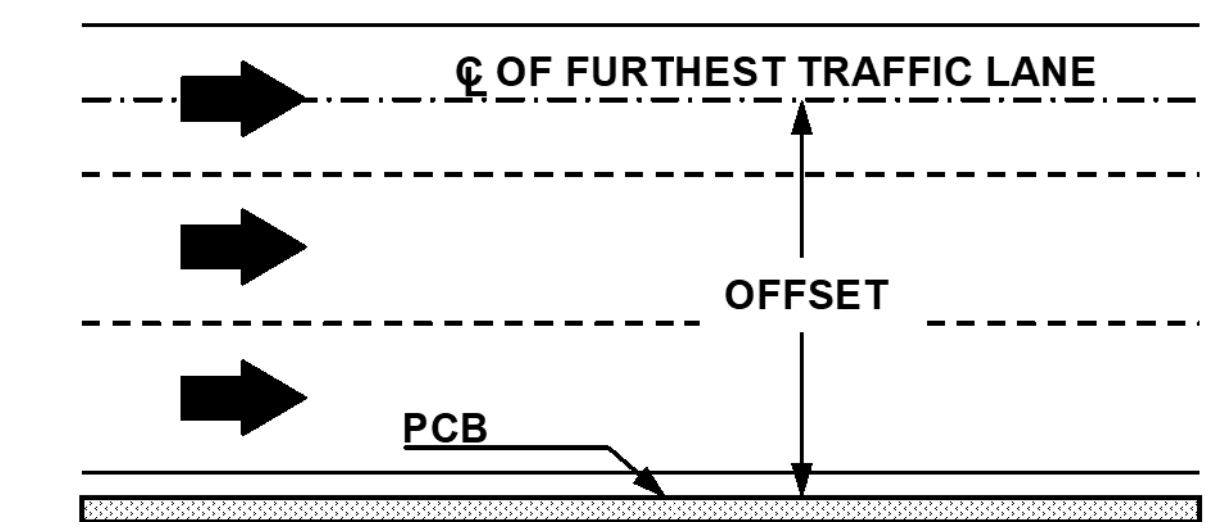 ℄ OF FURTHEST TRAFFIC LANE
OFFSET
PCB